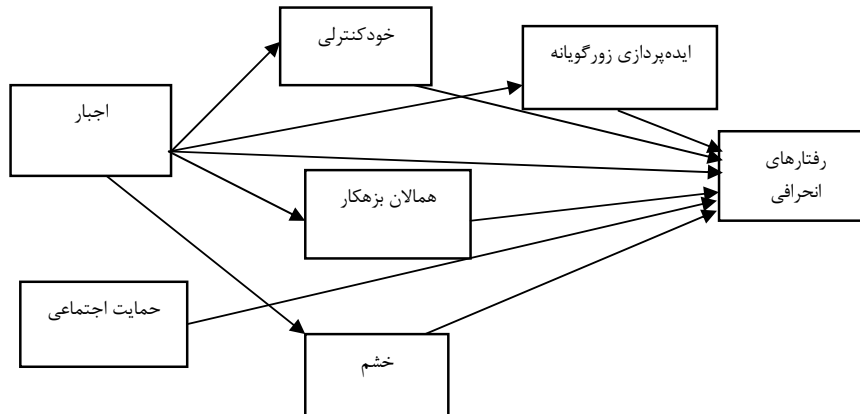 خودکنترلی
ایده‌پردازی زورگویانه
اجبار
رفتارهای
انحرافی
همالان بزهکار
حمایت اجتماعی
خشم